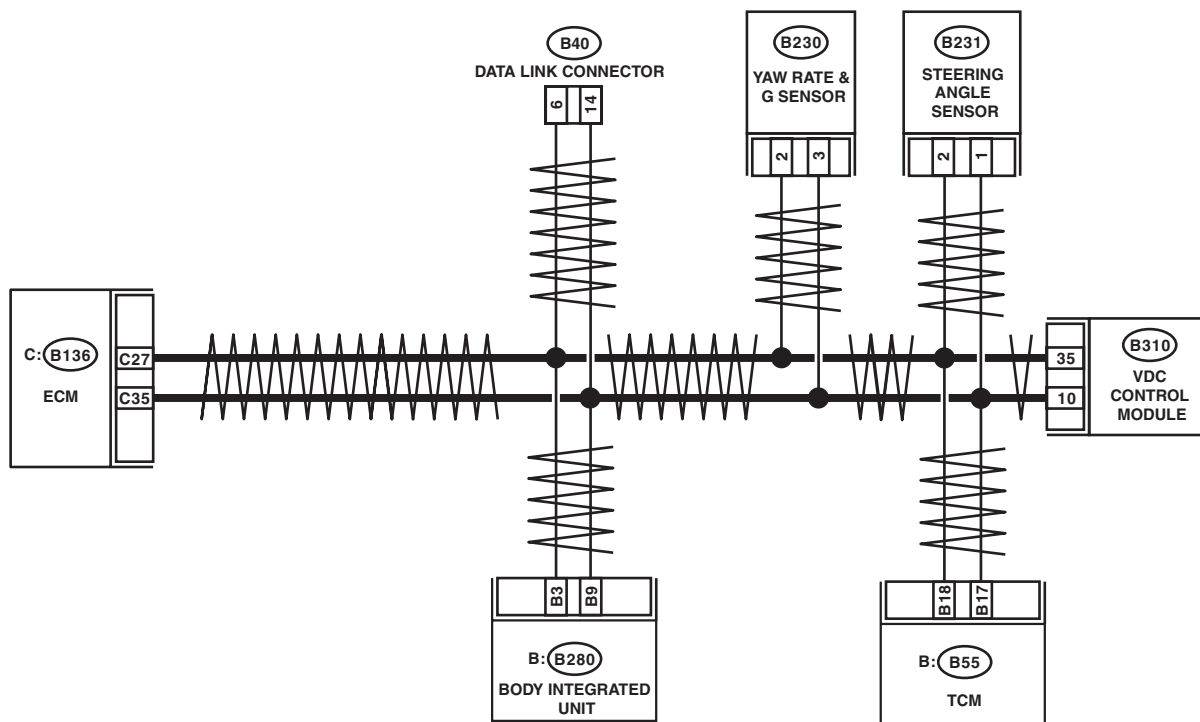 B40
DATA LINK CONNECTOR
6
14
B230
YAW RATE &
G SENSOR
2
3
B231
STEERING
ANGLE
SENSOR
2
1
C: B136
ECM
C27
C35
35
10
B310
VDC
CONTROL
MODULE
B3
B9
B: B280
BODY INTEGRATED
UNIT
B18
B17
B: B55
TCM